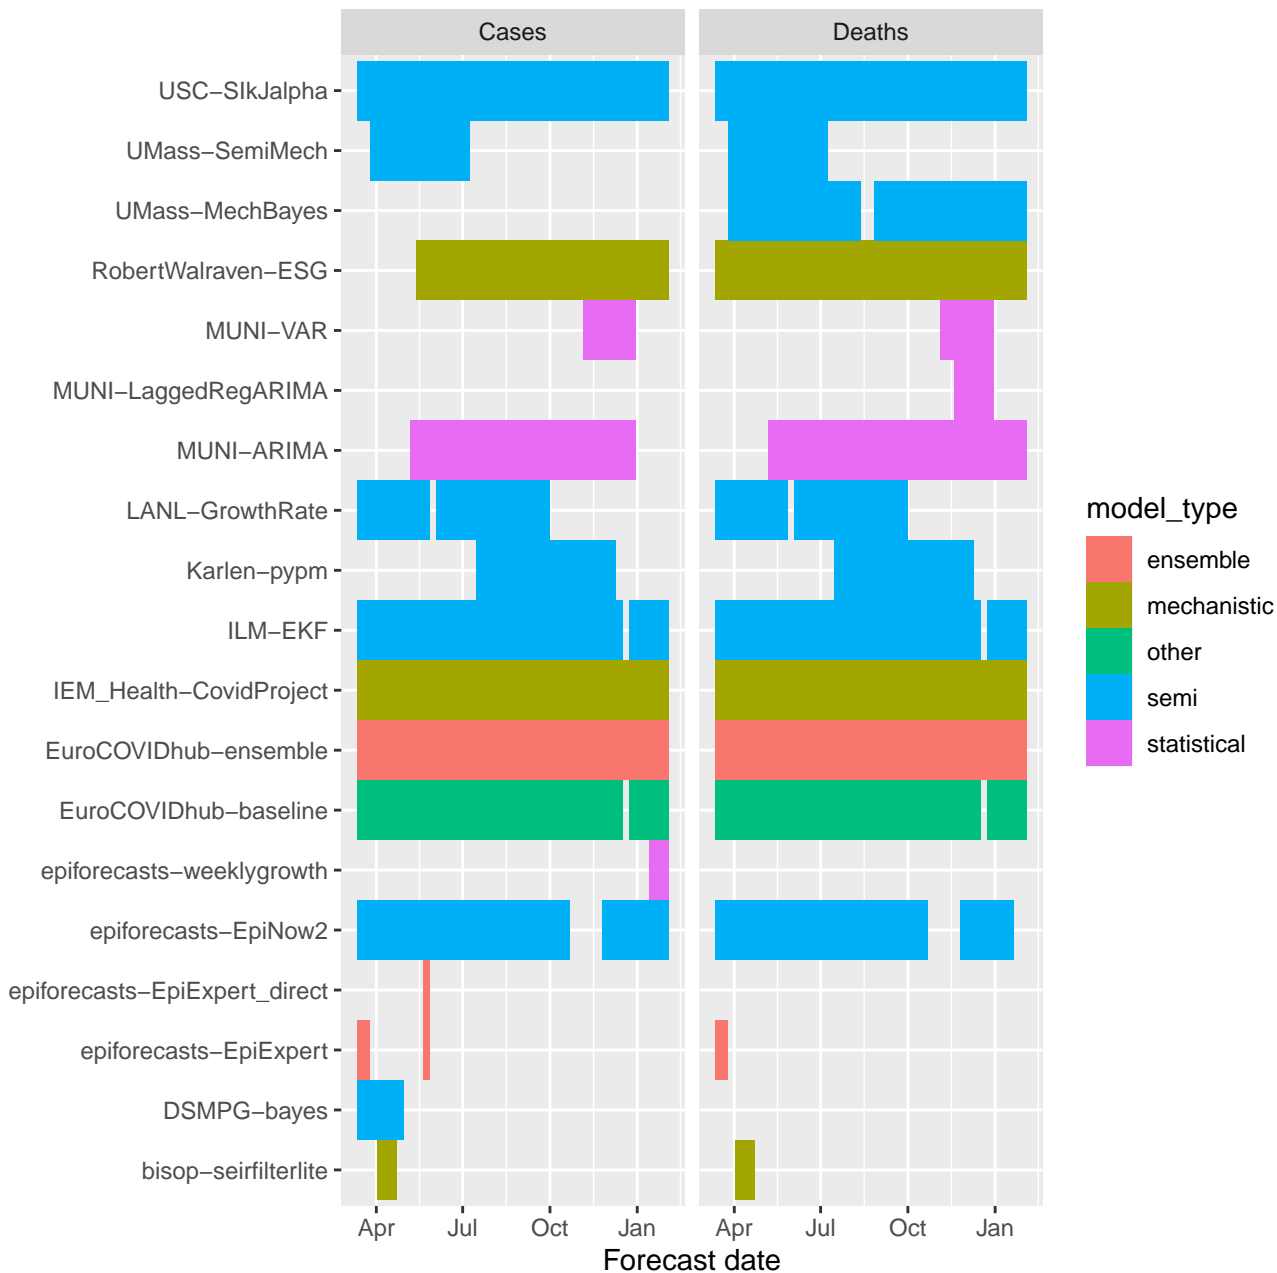 Cases Deaths
USC−SIkJalpha
UMass−SemiMech
UMass−MechBayes
RobertWalraven−ESG
MUNI−VAR
MUNI−LaggedRegARIMA
MUNI−ARIMA
LANL−GrowthRate
Karlen−pypm
ILM−EKF
IEM_Health−CovidProject
EuroCOVIDhub−ensemble
EuroCOVIDhub−baseline
epiforecasts−weeklygrowth
epiforecasts−EpiNow2
epiforecasts−EpiExpert_direct
epiforecasts−EpiExpert
DSMPG−bayes
bisop−seirfilterlite
Apr Jul Oct Jan Apr Jul Oct Jan
Forecast date
model_type
ensemble
mechanistic
other
semi
statistical